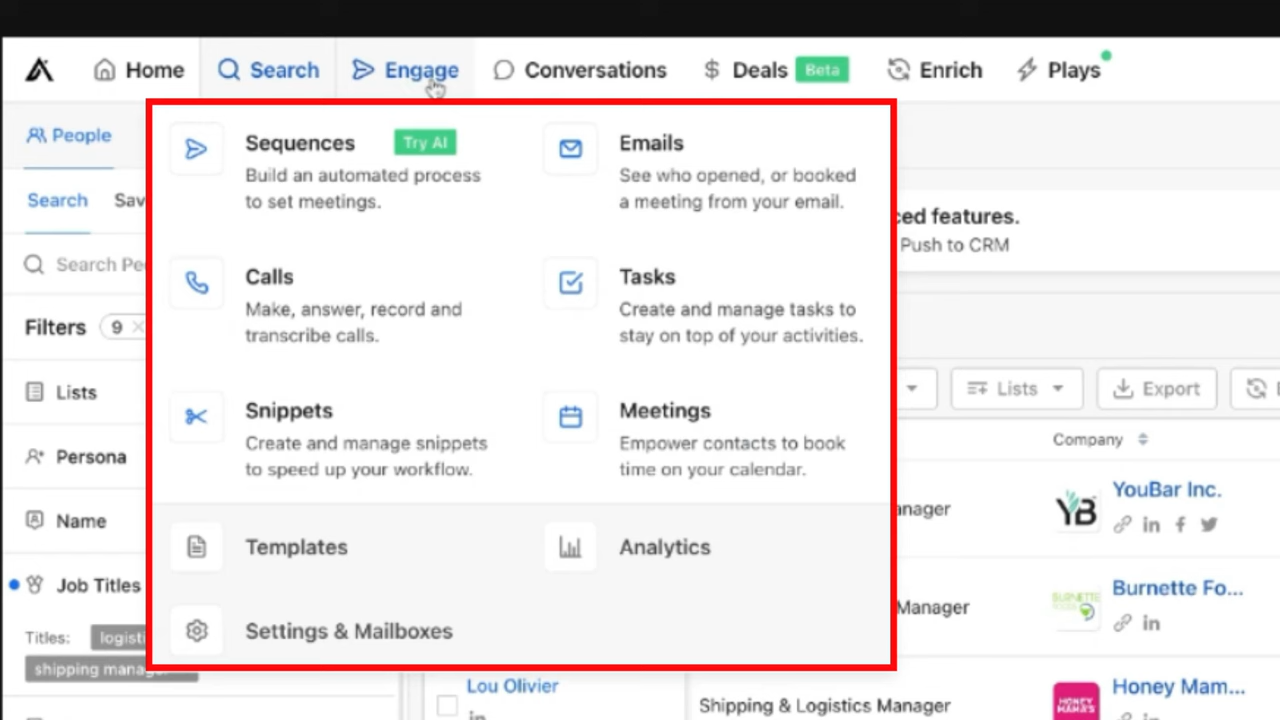 Home
Search
Engage
Conversations
Deals Beta
Enrich
Plays
People
Search
Filters 9
Lists
Persona
Name
Job Titles
Titles:
shipping
Sequences Try AI
Build an automated process
to set meetings.
Emails
See who opened, or booked
a meeting from your email.
Calls
Make, answer, record and
transcribe calls.
Tasks
Create and manage tasks to
stay on top of your activities.
Snippets
Create and manage snippets
to speed up your workflow.
Meetings
Empower contacts to book
time on your calendar.
Templates
Analytics
Settings & Mailboxes
features.
Push to CRM
Lists
Export
Company
YB
YouBar Inc.
Manager
BURNETTE
Burnette Fo...
Lou Olivier
Shipping & Logistics Manager
HONEY
MAMA'S
Honey Mam...